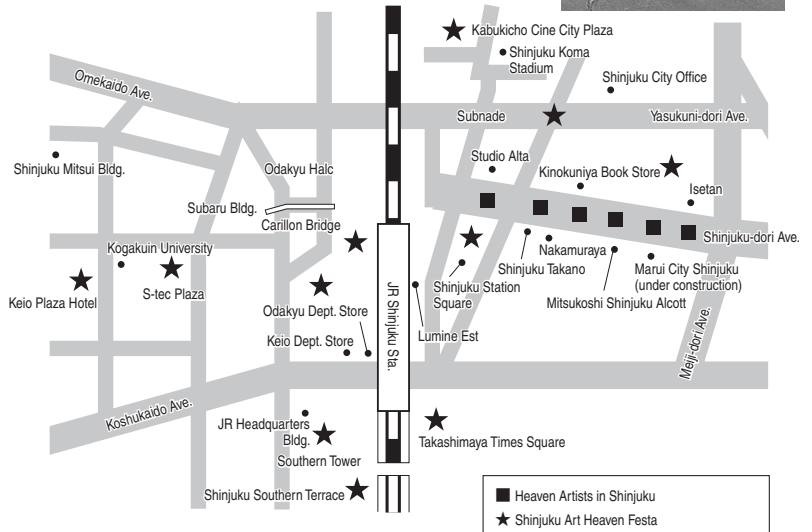 Kabukicho Cine City Plaza
Shinjuku Koma
Stadium
Shinjuku City Office
Omekaido Ave.
Subnade
Yasukuni-dori Ave.
Studio Alta
Kinokuniya Book Store
Isetan
Shinjuku Mitsui Bldg.
Odakyu Halc
Subaru Bldg.
Carillon Bridge
Shinjuku-dori Ave.
Kogakuin University
Nakamuraya
Shinjuku Takano
Marui City Shinjuku
(under construction)
Mitsukoshi Shinjuku Alcott
Shinjuku Station
Square
S-tec Plaza
Keio Plaza Hotel
Odakyu Dept. Store
JR Shinjuku Sta.
Lumine Est
Keio Dept. Store
Meiji-dori Ave.
Koshukaido Ave.
JR Headquarters
Bldg.
Southern Tower
Takashimaya Times Square
Shinjuku Southern Terrace
Heaven Artists in Shinjuku
Shinjuku Art Heaven Festa